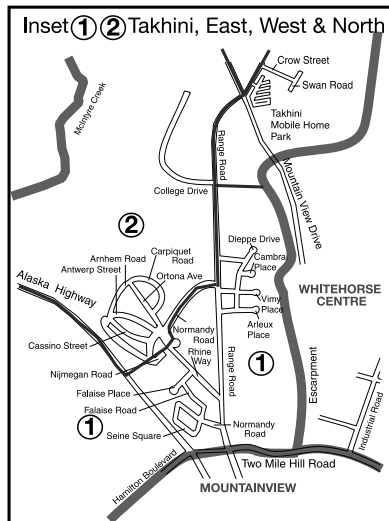 Inset ① ② Takhini, East, West & North
Crow Street
Swan Road
Takhini
Mobile Home
Park
McIntyre Creek
Range Road
Mountain View Drive
College Drive
②
Dieppe Drive
Carpiquet
Road
Cambrai
Place
Arnhem Road
Antwerp Street
Ortona Ave
Alaska Highway
WHITEHORSE
CENTRE
Vimy
Place
Arleux
Place
Normandy
Road
Cassino Street
Rhine
Way
Nijmegan Road
Range Road
①
Escarpment
Falaise Place
Falaise Road
①
Seine Square
Normandy
Road
Industrial Road
Two Mile Hill Road
Hamilton Boulevard
MOUNTAINVIEW